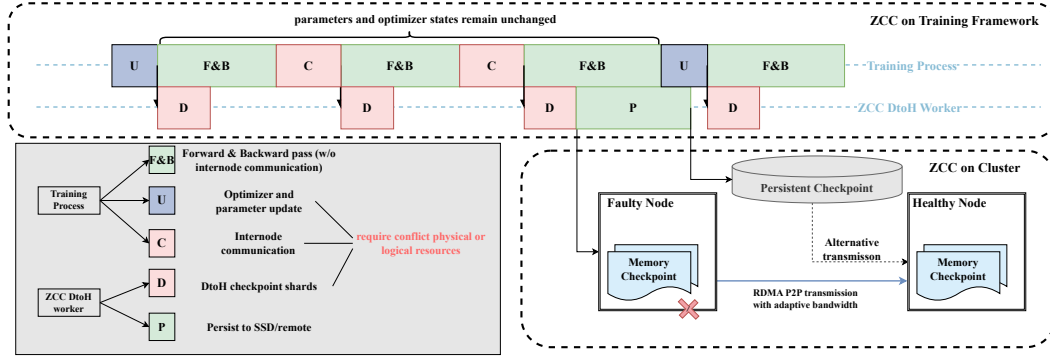 parameters and optimizer states remain unchanged
ZCC on Training Framework
U
F&B
C
F&B
C
F&B
U
F&B
Training Process
D
D
D
P
D
ZCC DtoH Worker
Training
Process
F&B
Forward & Backward pass (w/o
internode communication)
U
Optimizer and
parameter update
C
Internode
communication
require conflict physical or
logical resources
ZCC DtoH
worker
D
DtoH checkpoint shards
P
Persist to SSD/remote
ZCC on Cluster
Persistent Checkpoint
Faulty Node
Memory
Checkpoint
Alternative
transmisson
RDMA P2P transmission
with adaptive bandwidth
Healthy Node
Memory
Checkpoint